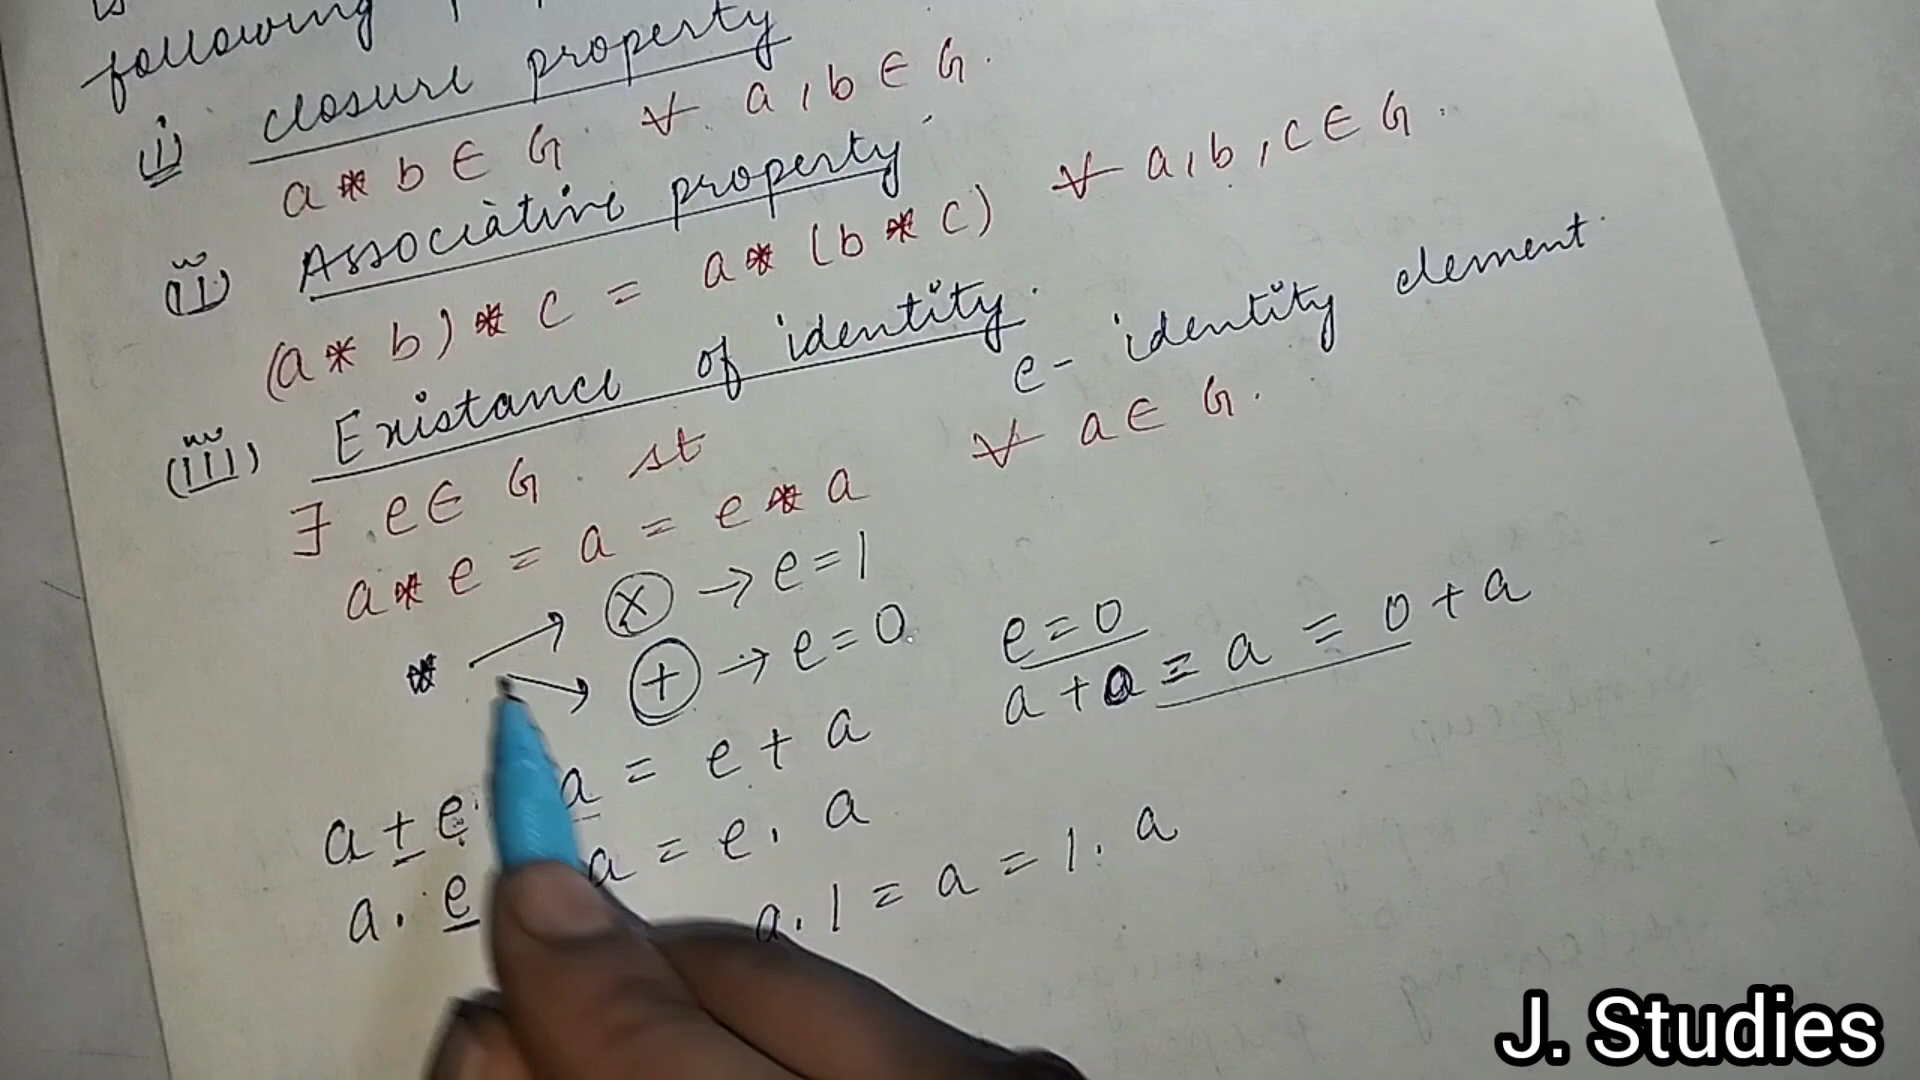 following
(i) closure property
a * b ∈ G ∀ a, b ∈ G.
(ii) Associative property
(a * b) * c = a * (b * c) ∀ a, b, c ∈ G.
(iii) Existance of identity.
e - identity element.
∃ e ∈ G st
a * e = a = e * a ∀ a ∈ G.
* → × → e = 1
→ + → e = 0
e = 0
a + 0 = a = 0 + a
a + e a = e + a
a . e a = e . a
a . 1 = a = 1 . a
J. Studies